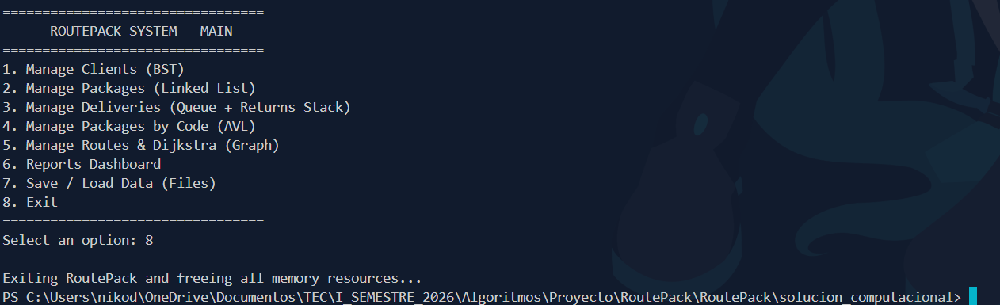 =================================
ROUTEPACK SYSTEM - MAIN
=================================
1. Manage Clients (BST)
2. Manage Packages (Linked List)
3. Manage Deliveries (Queue + Returns Stack)
4. Manage Packages by Code (AVL)
5. Manage Routes & Dijkstra (Graph)
6. Reports Dashboard
7. Save / Load Data (Files)
8. Exit
=================================
Select an option: 8
Exiting RoutePack and freeing all memory resources...
PS C:\Users\nikod\OneDrive\Documentos\TEC\I_SEMESTRE_2026\Algoritmos\Proyecto\RoutePack\RoutePack\solucion_computacional>